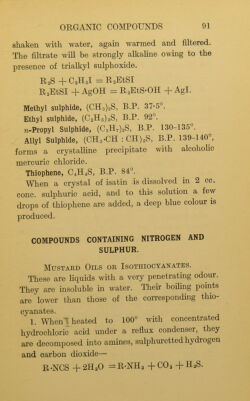 ORGANIC COMPOUNDS 91
shaken with water, again warmed and filtered.
The filtrate will be strongly alkaline owing to the
presence of trialkyl sulphoxide.
R₂S + C₂H₅I = R₂EtSI
R₂EtSI + AgOH = R₂EtS·OH + AgI.
Methyl sulphide, (CH₃)₂S, B.P. 37·5°.
Ethyl sulphide, (C₂H₅)₂S, B.P. 92°.
n-Propyl Sulphide, (C₃H₇)₂S, B.P. 130-135°.
Allyl Sulphide, (CH₂·CH : CH)₂S, B.P. 139-140°,
forms a crystalline precipitate with alcoholic
mercuric chloride.
Thiophene, C₄H₄S, B.P. 84°.
When a crystal of isatin is dissolved in 2 cc.
conc. sulphuric acid, and to this solution a few
drops of thiophene are added, a deep blue colour is
produced.
COMPOUNDS CONTAINING NITROGEN AND
SULPHUR.
Mustard Oils or Isothiocyanates.
These are liquids with a very penetrating odour.
They are insoluble in water. Their boiling points
are lower than those of the corresponding thio-
cyanates.
1. When heated to 100° with concentrated
hydrochloric acid under a reflux condenser, they
are decomposed into amines, sulphuretted hydrogen
and carbon dioxide—
R·NCS + 2H₂O = R·NH₂ + CO₂ + H₂S.